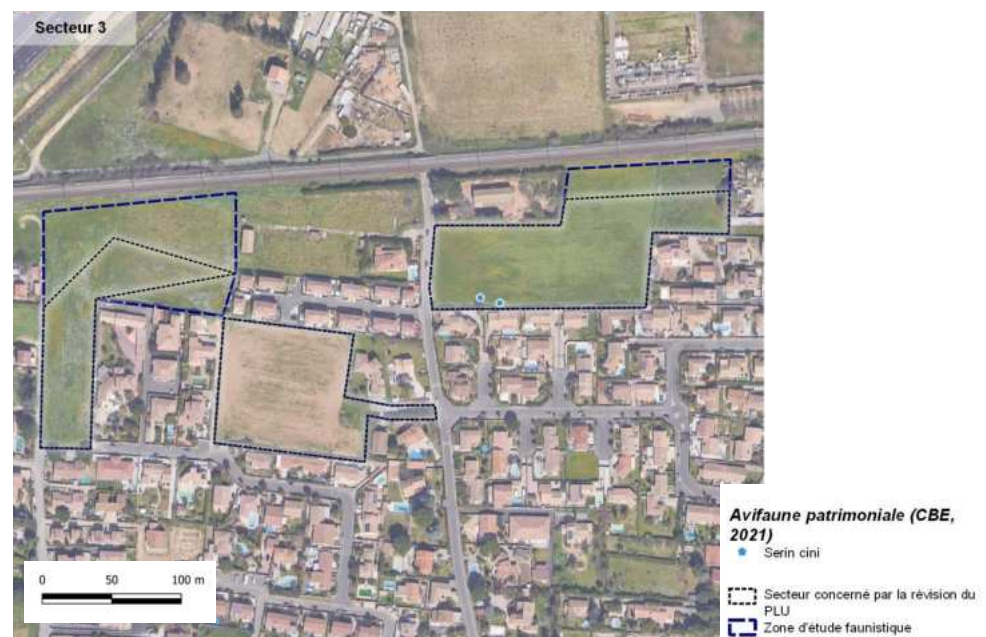 Secteur 3
0 50 100 m
Avifaune patrimoniale (CBE,
2021)
Serin cini
Secteur concerné par la révision du
PLU
Zone d'étude faunistique